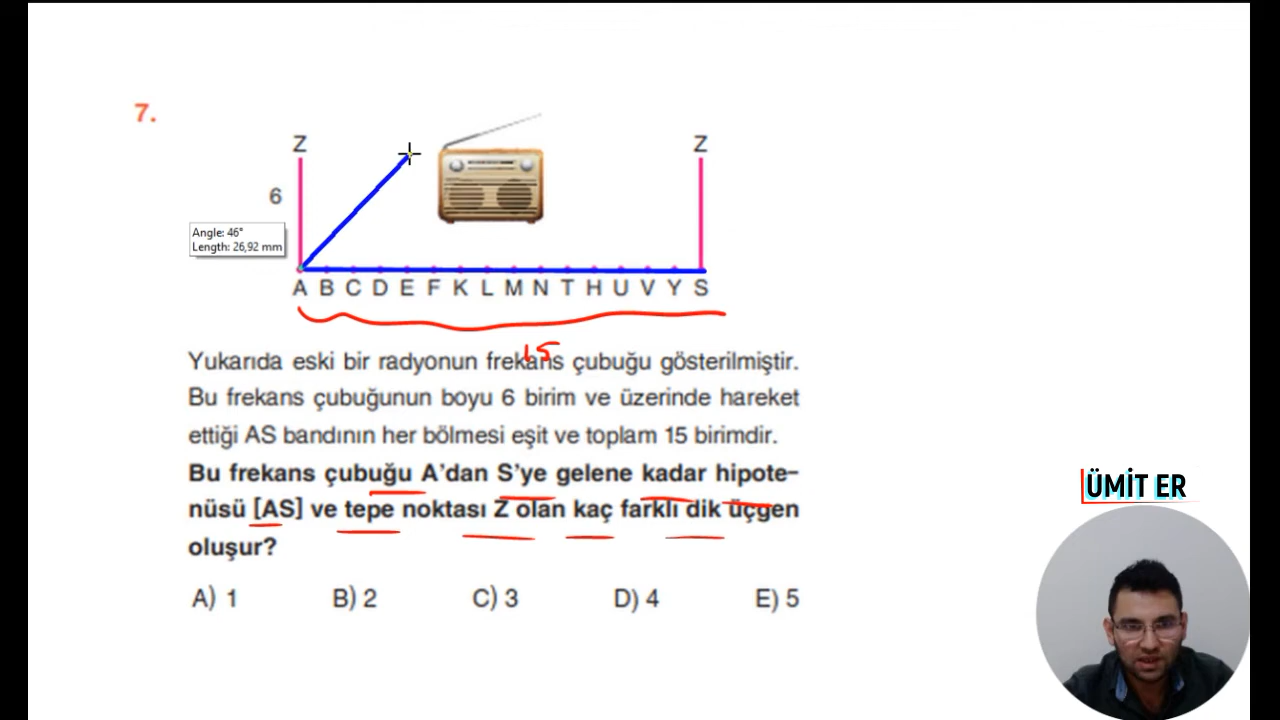 7.
Z
Z
6
Angle: 46°
Length: 26,92 mm
A B C D E F K L M N T H U V Y S
15
Yukarıda eski bir radyonun frekans çubuğu gösterilmiştir.
Bu frekans çubuğunun boyu 6 birim ve üzerinde hareket
ettiği AS bandının her bölmesi eşit ve toplam 15 birimdir.
Bu frekans çubuğu A'dan S'ye gelene kadar hipote-
nüsü [AS] ve tepe noktası Z olan kaç farklı dik üçgen
oluşur?
A) 1 B) 2 C) 3 D) 4 E) 5
ÜMİT ER